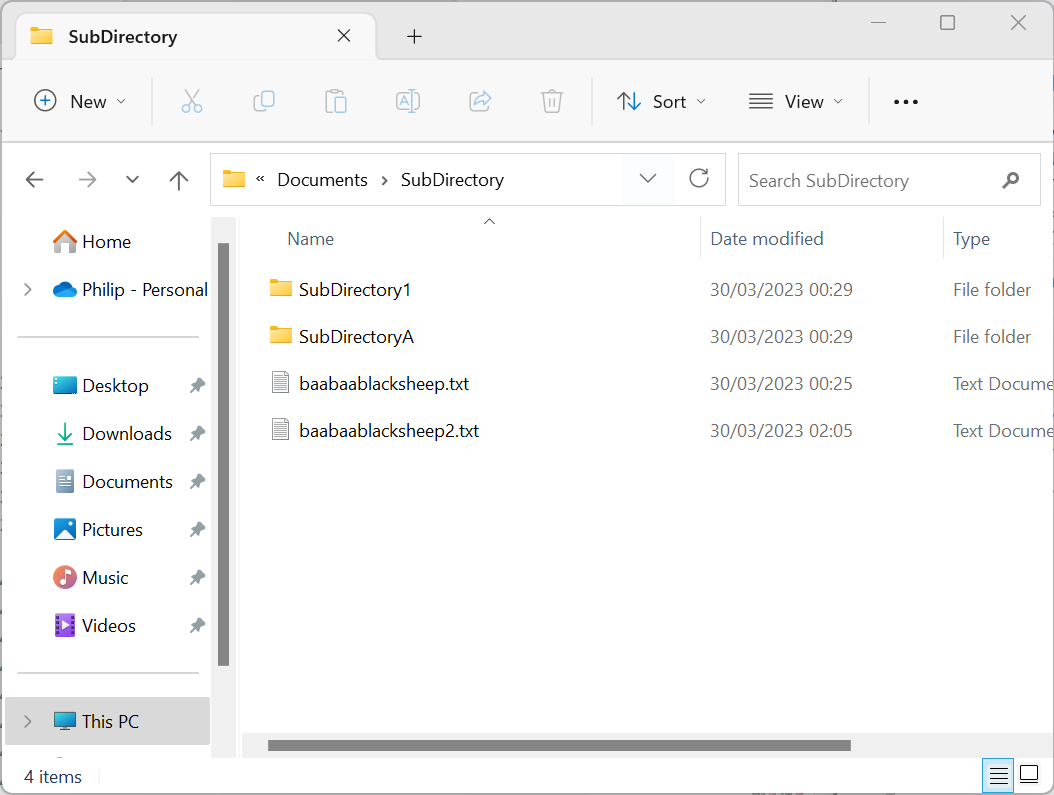 SubDirectory
New
Sort
View
« Documents > SubDirectory
Search SubDirectory
Home
Philip - Personal
Desktop
Downloads
Documents
Pictures
Music
Videos
This PC
Name Date modified Type
SubDirectory1 30/03/2023 00:29 File folder
SubDirectoryA 30/03/2023 00:29 File folder
baabaablacksheep.txt 30/03/2023 00:25 Text Docume
baabaablacksheep2.txt 30/03/2023 02:05 Text Docume
4 items